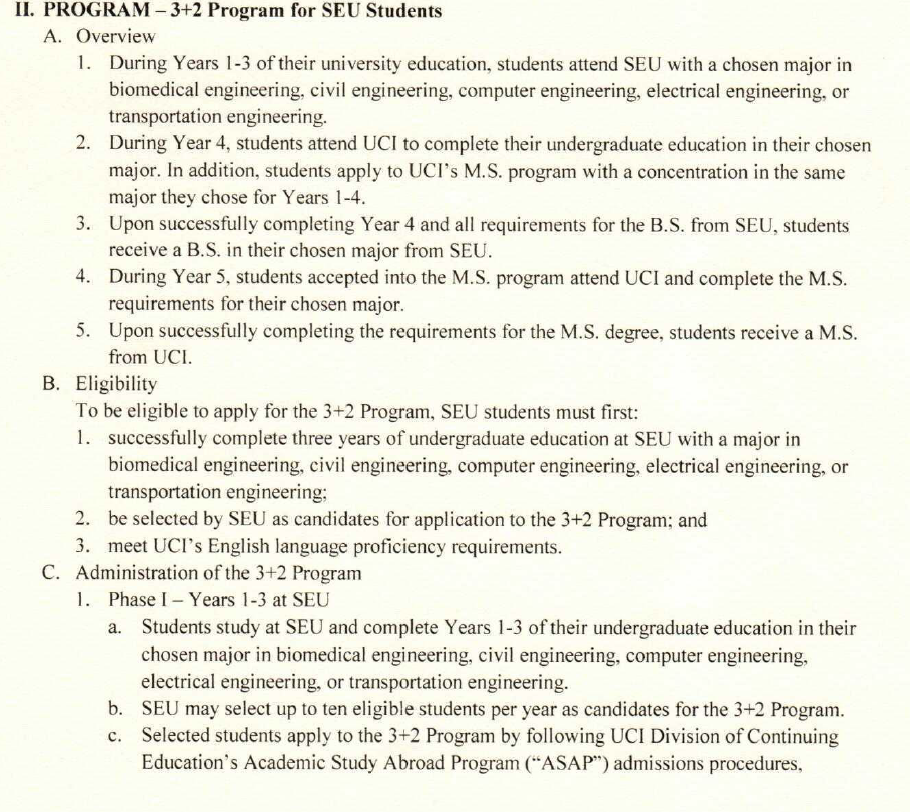 II. PROGRAM – 3+2 Program for SEU Students
A. Overview
1. During Years 1-3 of their university education, students attend SEU with a chosen major in
biomedical engineering, civil engineering, computer engineering, electrical engineering, or
transportation engineering.
2. During Year 4, students attend UCI to complete their undergraduate education in their chosen
major. In addition, students apply to UCI's M.S. program with a concentration in the same
major they chose for Years 1-4.
3. Upon successfully completing Year 4 and all requirements for the B.S. from SEU, students
receive a B.S. in their chosen major from SEU.
4. During Year 5, students accepted into the M.S. program attend UCI and complete the M.S.
requirements for their chosen major.
5. Upon successfully completing the requirements for the M.S. degree, students receive a M.S.
from UCI.
B. Eligibility
To be eligible to apply for the 3+2 Program, SEU students must first:
1. successfully complete three years of undergraduate education at SEU with a major in
biomedical engineering, civil engineering, computer engineering, electrical engineering, or
transportation engineering;
2. be selected by SEU as candidates for application to the 3+2 Program; and
3. meet UCI's English language proficiency requirements.
C. Administration of the 3+2 Program
1. Phase I – Years 1-3 at SEU
a. Students study at SEU and complete Years 1-3 of their undergraduate education in their
chosen major in biomedical engineering, civil engineering, computer engineering,
electrical engineering, or transportation engineering.
b. SEU may select up to ten eligible students per year as candidates for the 3+2 Program.
c. Selected students apply to the 3+2 Program by following UCI Division of Continuing
Education's Academic Study Abroad Program ("ASAP") admissions procedures,